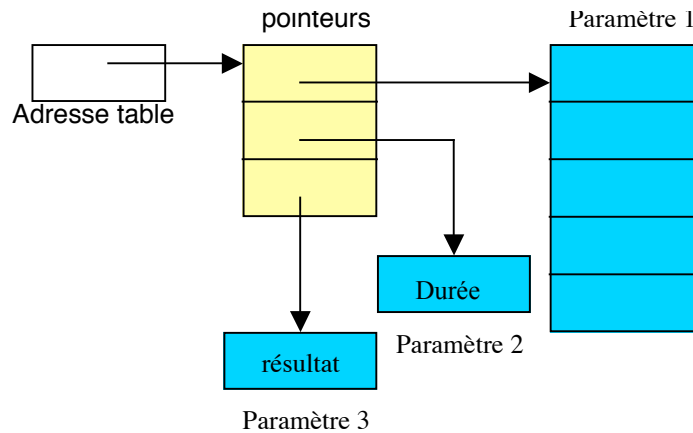 pointeurs
Paramètre 1
Adresse table
Durée
Paramètre 2
résultat
Paramètre 3